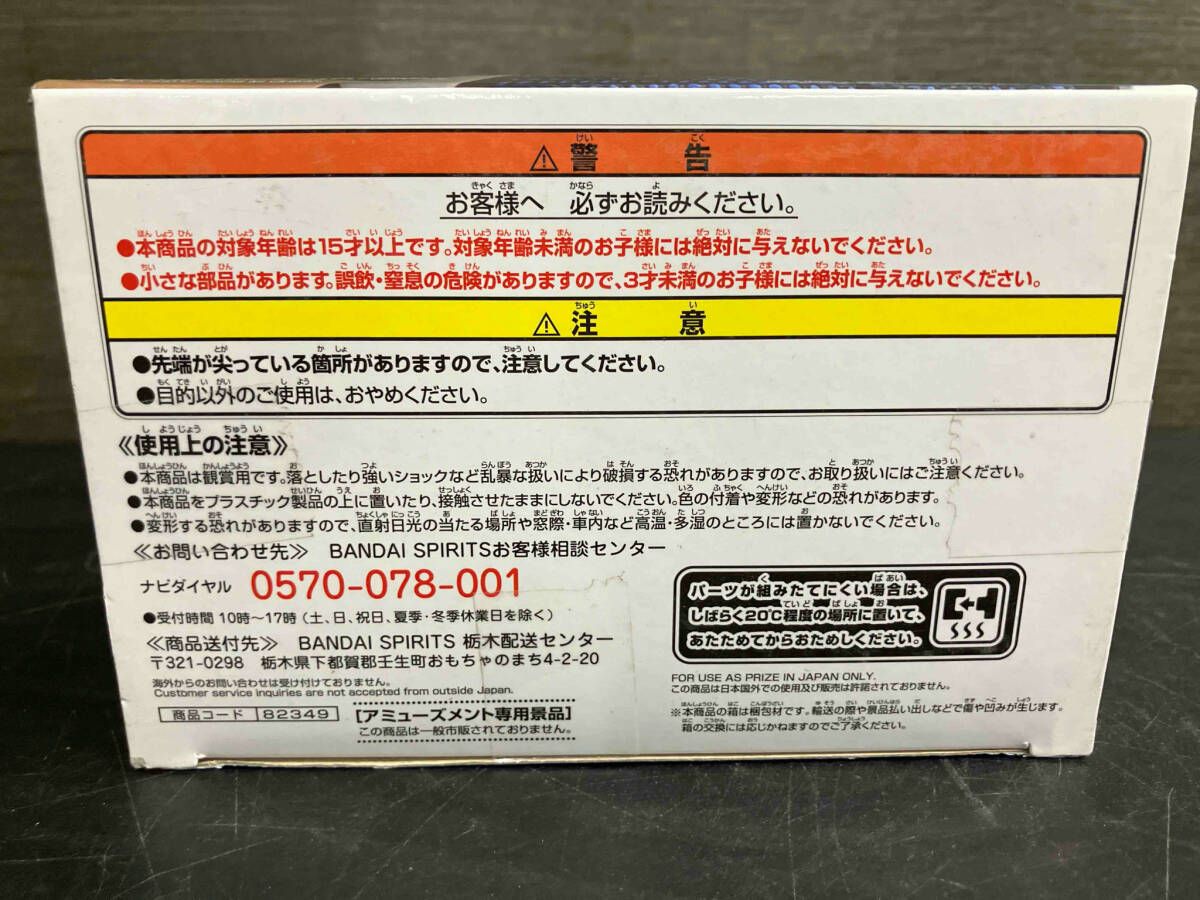 ⚠警告
お客様へ 必ずお読みください。
●本商品の対象年齢は15才以上です。対象年齢未満のお子様には絶対に与えないでください。
●小さな部品があります。誤飲・窒息の危険がありますので、3才未満のお子様には絶対に与えないでください。
⚠注意
●先端が尖っている箇所がありますので、注意してください。
●目的以外のご使用は、おやめください。
《使用上の注意》
●本商品は観賞用です。落としたり強いショックなど乱暴な扱いにより破損する恐れがありますので、お取り扱いにはご注意ください。
●本商品をプラスチック製品の上に置いたり、接触させたままにしないでください。色の付着や変形などの恐れがあります。
●変形する恐れがありますので、直射日光の当たる場所や窓際・車内など高温・多湿のところには置かないでください。
≪お問い合わせ先≫ BANDAI SPIRITSお客様相談センター
ナビダイヤル 0570-078-001
●受付時間 10時〜17時(土、日、祝日、夏季・冬季休業日を除く)
≪商品送付先≫ BANDAI SPIRITS 栃木配送センター
〒321-0298 栃木県下都賀郡壬生町おもちゃのまち4-2-20
海外からのお問い合わせは受け付けておりません。
Customer service inquiries are not accepted from outside Japan.
商品コード 82349
[アミューズメント専用景品]
この商品は一般市販されておりません。
パーツが組みたてにくい場合は、
しばらく20℃程度の場所に置いて、
あたためてからおためしください。
FOR USE AS PRIZE IN JAPAN ONLY.
この商品は日本国外での使用及び販売は許諾されておりません。
※本商品の箱は梱包材です。輸送の際や景品払い出しなどで傷や凹みが生じます。
箱の交換には応じかねますのでご了承ください。